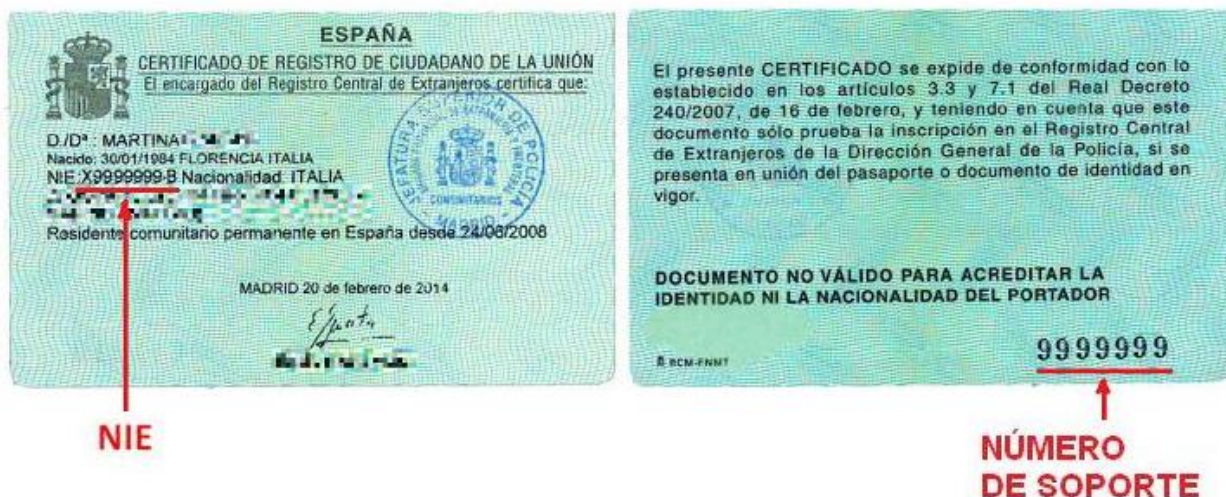 ESPAÑA
CERTIFICADO DE REGISTRO DE CIUDADANO DE LA UNIÓN
El encargado del Registro Central de Extranjeros certifica que:
D./Dª : MARTINA
Nacido: 30/01/1984 FLORENCIA ITALIA
NIE:X9999999-B Nacionalidad: ITALIA
Residente comunitario permanente en España desde 24/06/2008
MADRID 20 de febrero de 2014
JEFATURA SUPERIOR DE POLICÍA
COMUNITARIOS
- MADRID -
NIE
El presente CERTIFICADO se expide de conformidad con lo
establecido en los artículos 3.3 y 7.1 del Real Decreto
240/2007, de 16 de febrero, y teniendo en cuenta que este
documento sólo prueba la inscripción en el Registro Central
de Extranjeros de la Dirección General de la Policía, si se
presenta en unión del pasaporte o documento de identidad en
vigor.
DOCUMENTO NO VÁLIDO PARA ACREDITAR LA
IDENTIDAD NI LA NACIONALIDAD DEL PORTADOR
RCM-FNMT
9999999
NÚMERO
DE SOPORTE